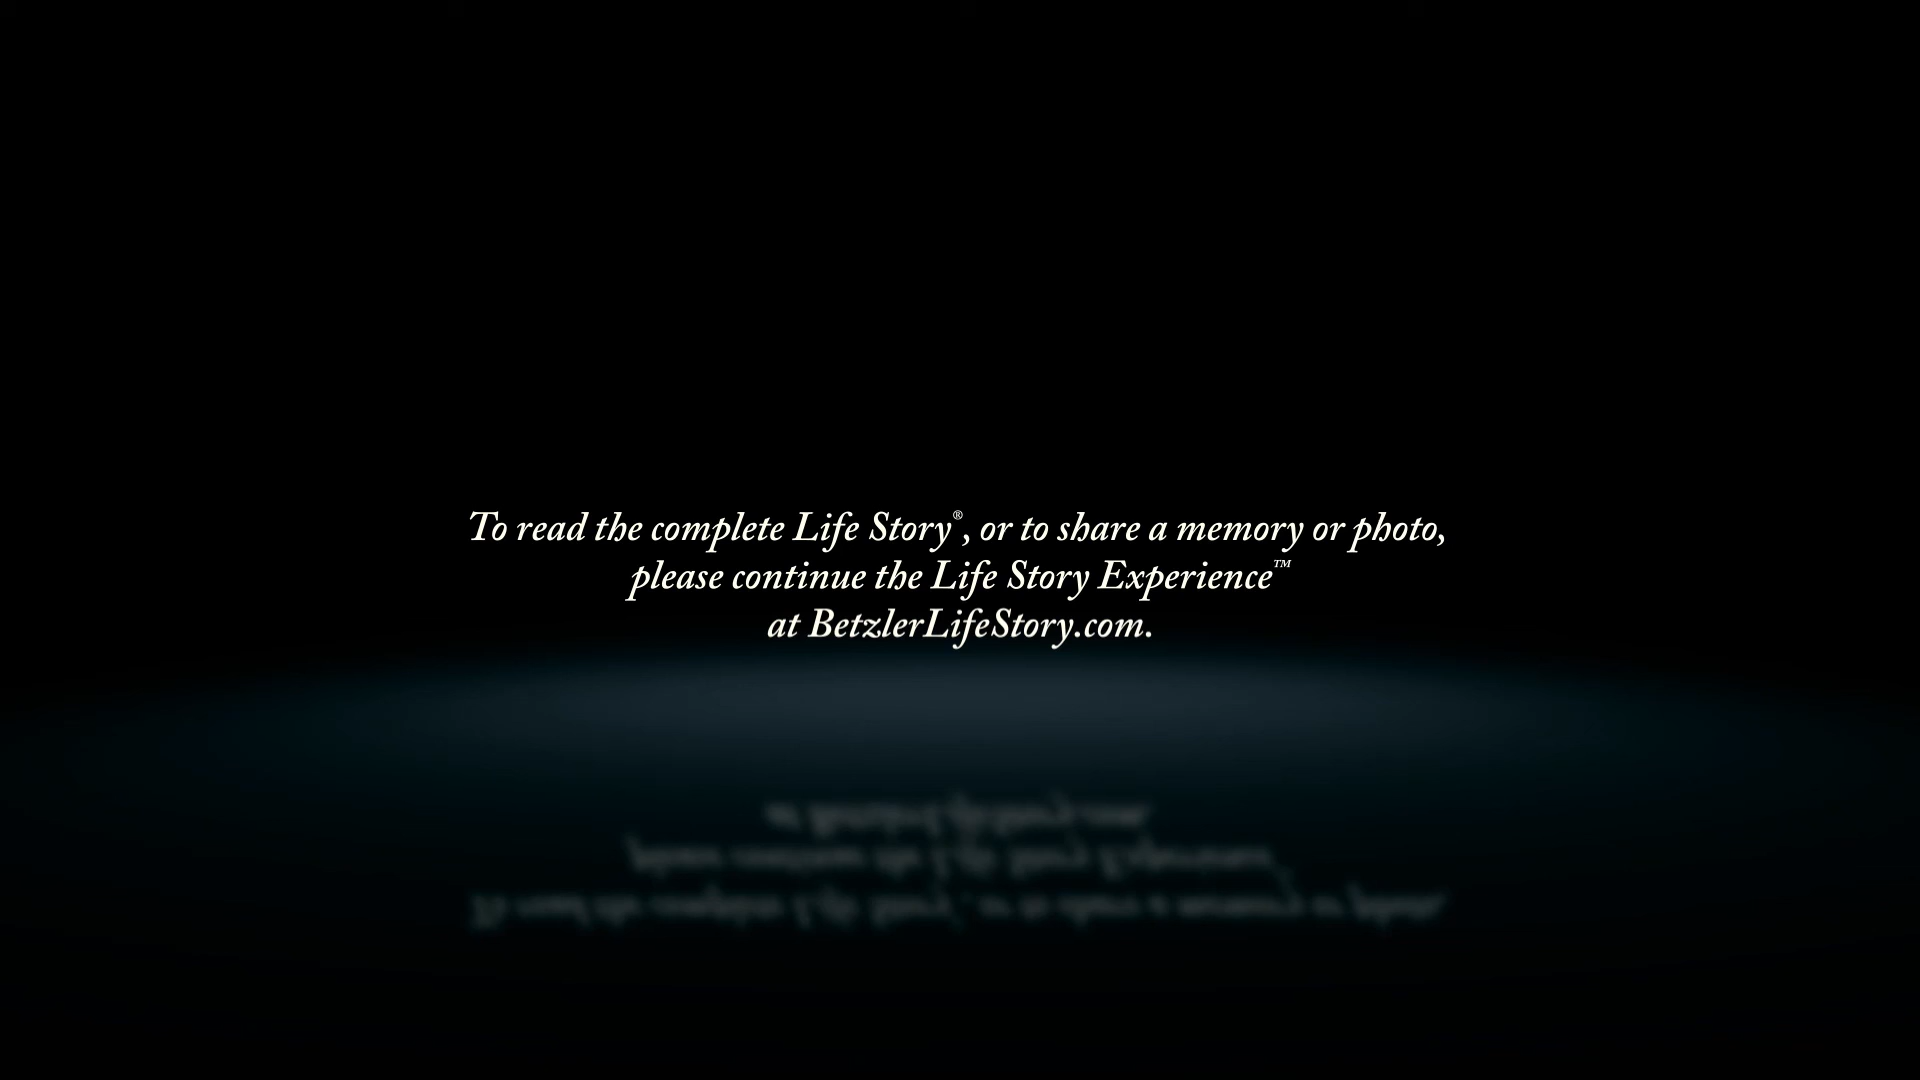 To read the complete Life Story®, or to share a memory or photo,
please continue the Life Story Experience™
at BetzlerLifeStory.com.